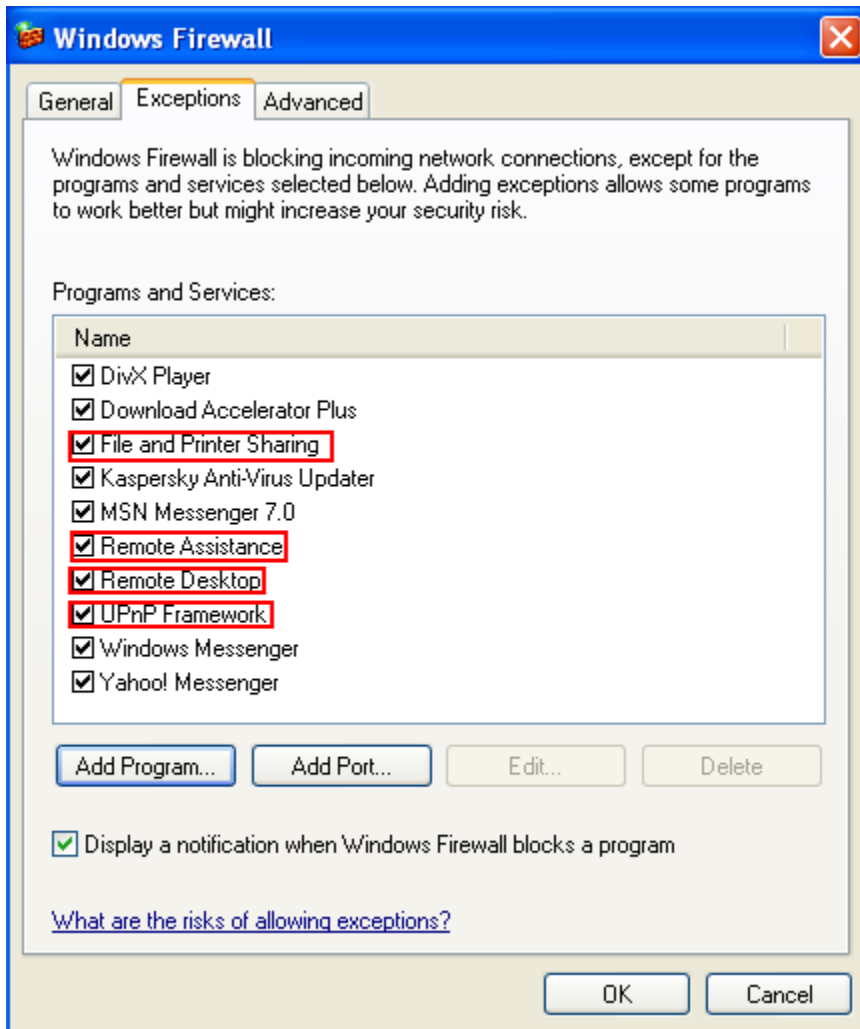 Windows Firewall
General Exceptions Advanced
Windows Firewall is blocking incoming network connections, except for the
programs and services selected below. Adding exceptions allows some programs
to work better but might increase your security risk.
Programs and Services:
Name
DivX Player
Download Accelerator Plus
File and Printer Sharing
Kaspersky Anti-Virus Updater
MSN Messenger 7.0
Remote Assistance
Remote Desktop
UPnP Framework
Windows Messenger
Yahoo! Messenger
Add Program... Add Port... Edit... Delete
Display a notification when Windows Firewall blocks a program
What are the risks of allowing exceptions?
OK Cancel